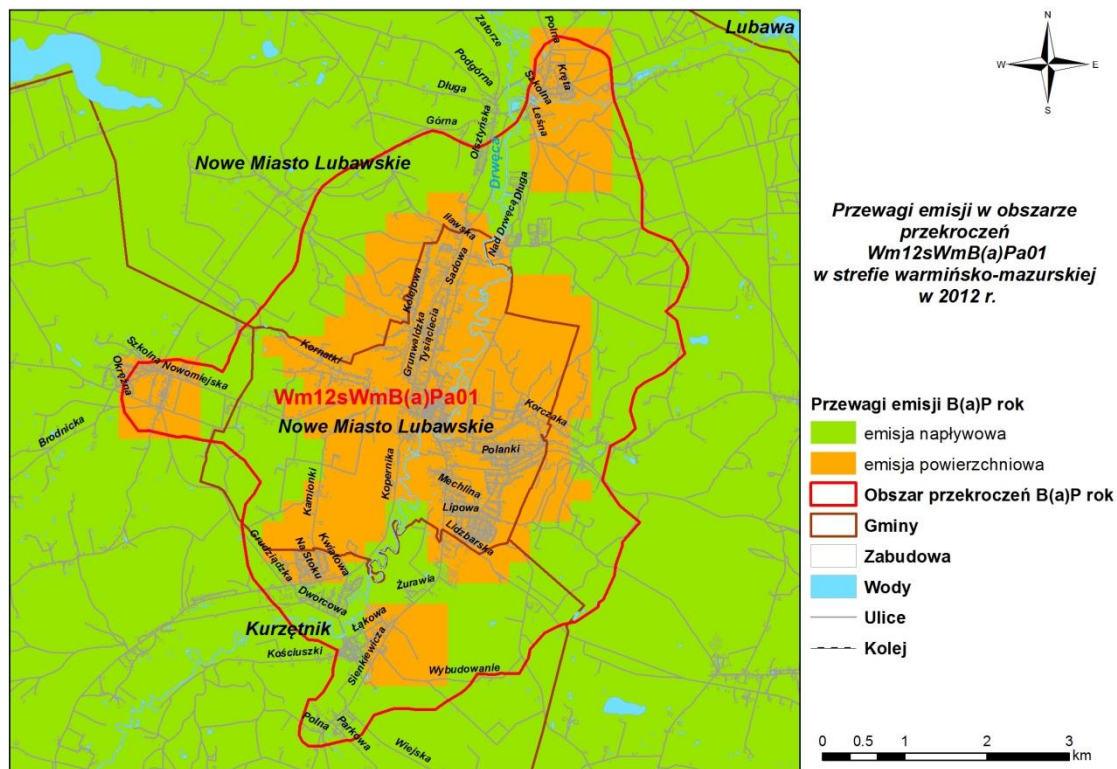 Lubawa
Zatorze
Polna
Podgórna
Szkolna
Kręta
Długa
Leśna
Górna
Olsztyńska
Nowe Miasto Lubawskie
Drwęca
Długa
Nad Drwęcą
Iławska
Sadowa
Kolejowa
Grunwaldzka
Tysiąclecia
Kornatki
Szkolna
Nowomiejska
Okrężna
Brodnicka
Wm12sWmB(a)Pa01
Nowe Miasto Lubawskie
Korczaka
Polanki
Kopernika
Mechlina
Kamionki
Lipowa
Lidzbarska
Grudziądzka
Na Stoku
Kwiatowa
Żurawia
Dworcowa
Łąkowa
Kurzętnik
Kościuszki
Sienkiewicza
Wybudowanie
Polna
Parkowa
Wiejska
N
W
E
S
Przewagi emisji w obszarze
przekroczeń
Wm12sWmB(a)Pa01
w strefie warmińsko-mazurskiej
w 2012 r.
Przewagi emisji B(a)P rok
emisja napływowa
emisja powierzchniowa
Obszar przekroczeń B(a)P rok
Gminy
Zabudowa
Wody
Ulice
Kolej
0 0,5 1 2 3
km